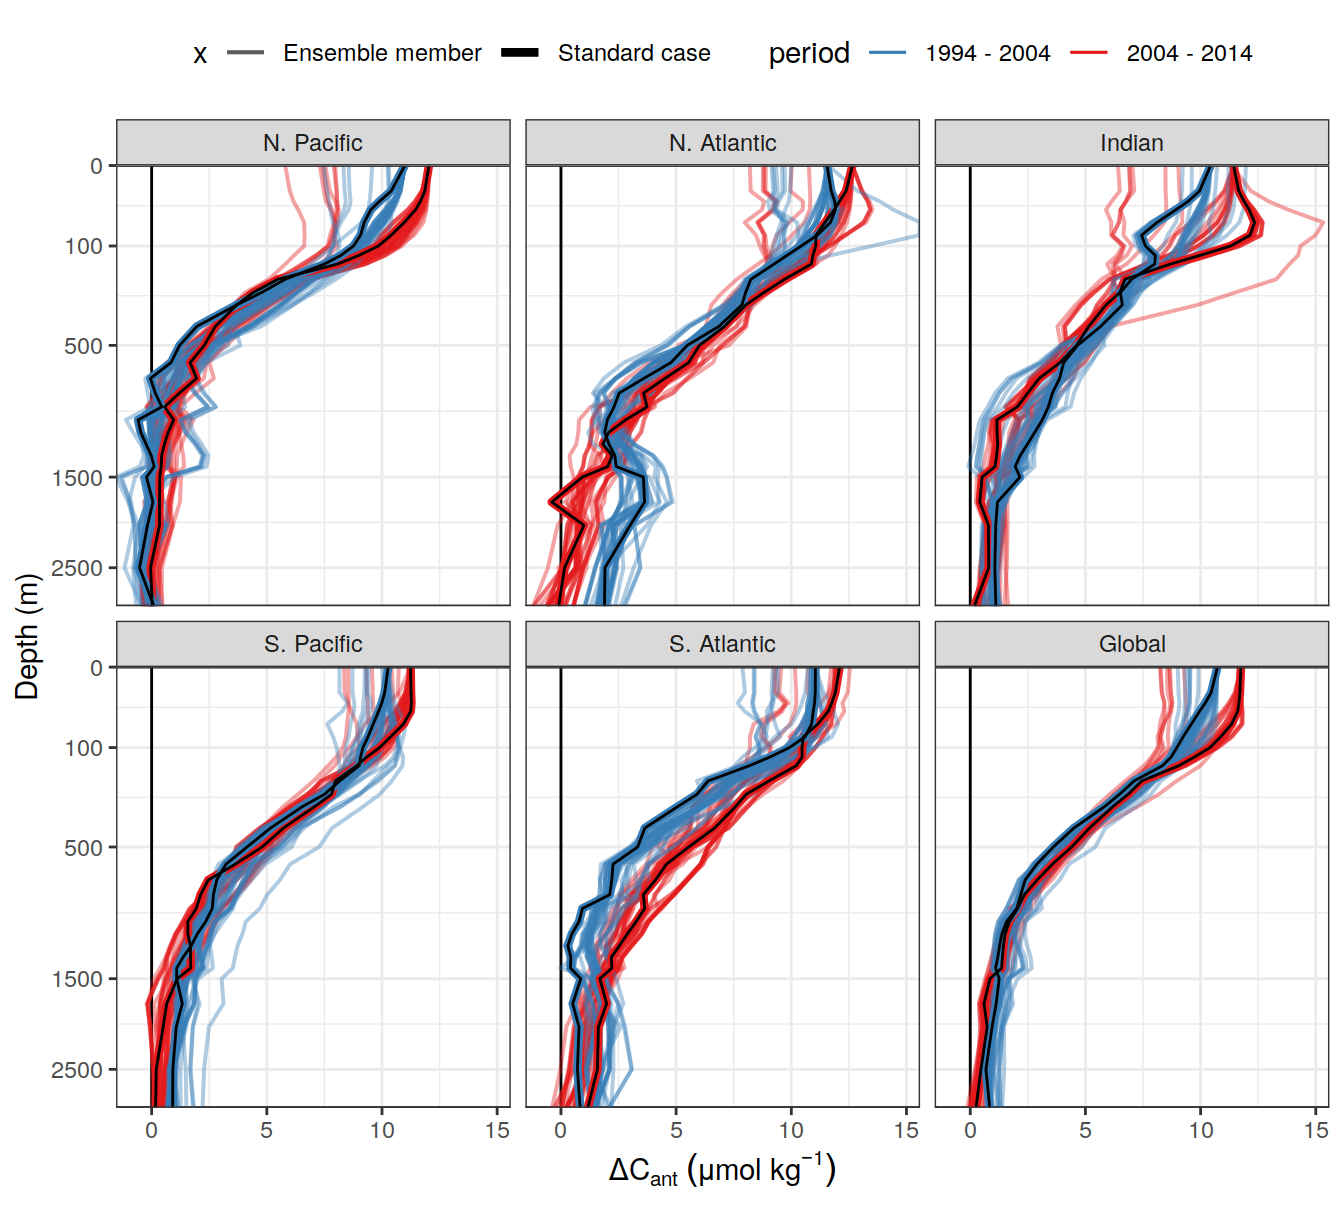 x Ensemble member Standard case period 1994 - 2004 2004 - 2014
N. Pacific N. Atlantic Indian
0
100
500
1500
2500
S. Pacific S. Atlantic Global
0
100
500
1500
2500
0 5 10 15 0 5 10 15 0 5 10 15
Depth (m)
ΔCant (μmol kg−1)